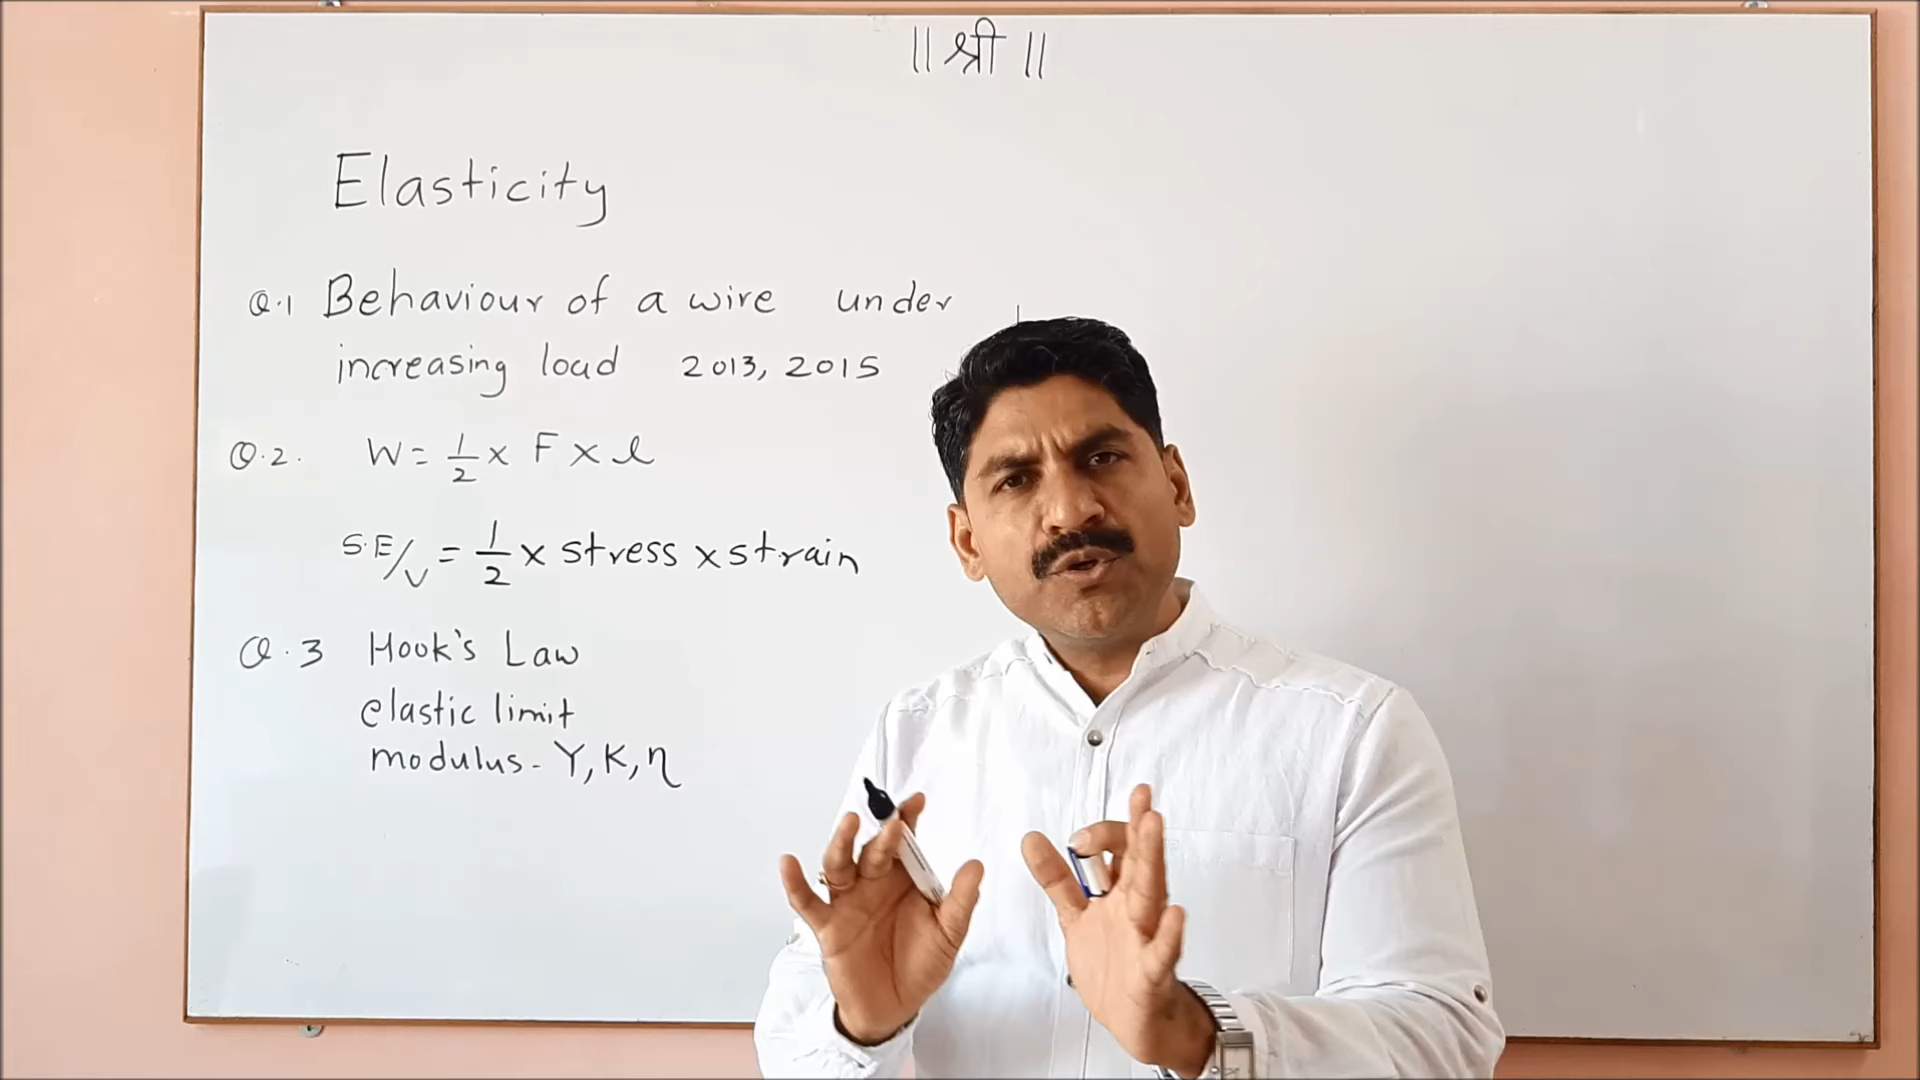 || श्री ||
Elasticity
Q.1 Behaviour of a wire under
increasing load 2013, 2015
Q.2. W = 1/2 x F x l
S.E/V = 1/2 x stress x strain
Q.3 Hook's Law
elastic limit
modulus - Y, K, η